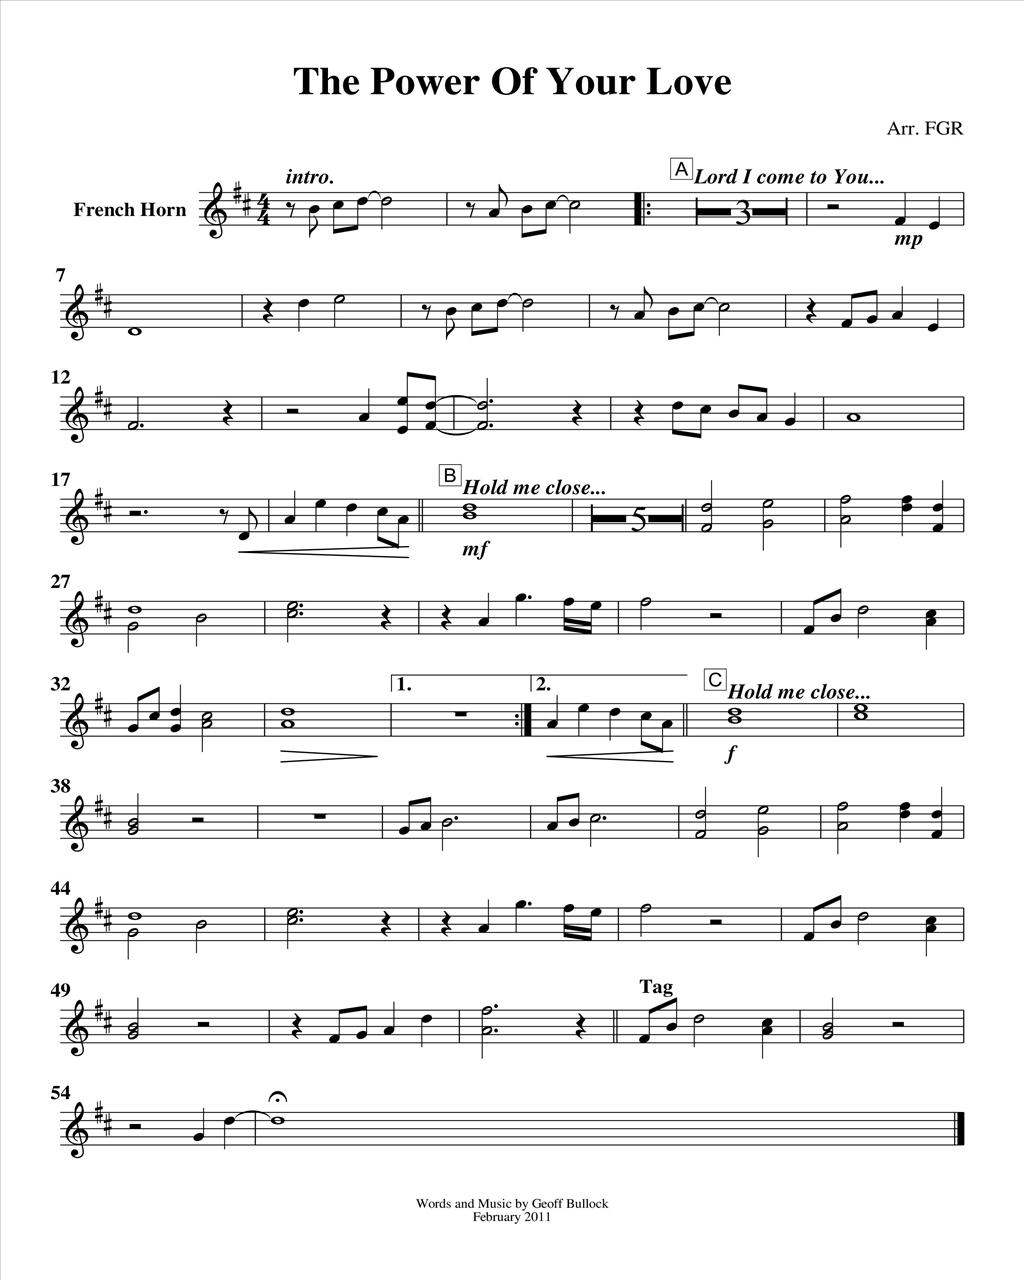 The Power Of Your Love
Arr. FGR
intro.
A Lord I come to You...
French Horn
3
mp
7
12
17
B Hold me close...
5
mf
27
32
1.
2.
C Hold me close...
f
38
44
49
Tag
54
Words and Music by Geoff Bullock
February 2011